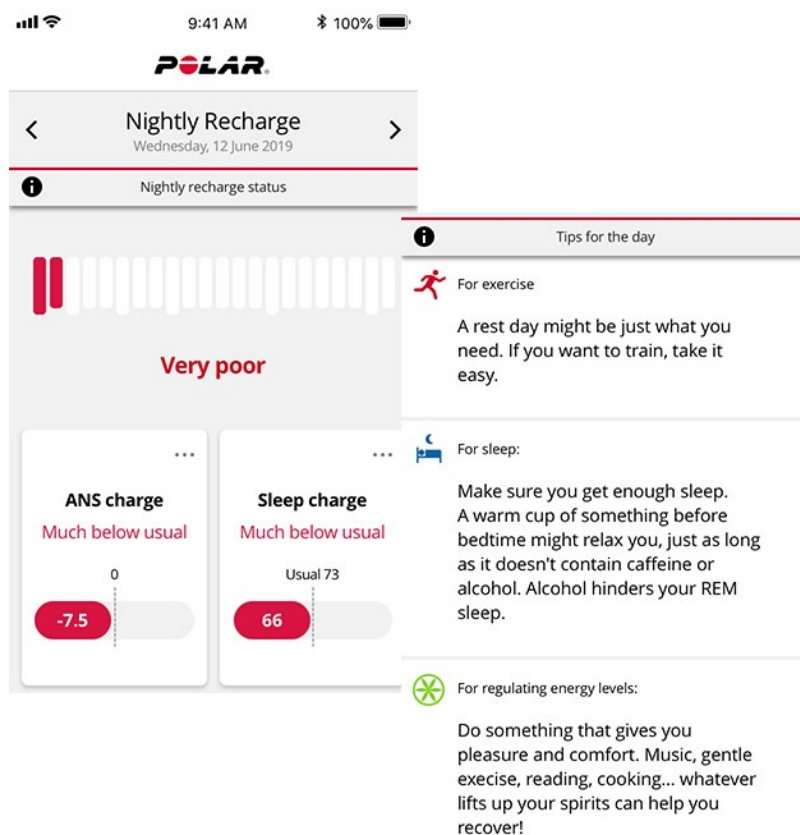 9:41 AM
100%
POLAR.
Nightly Recharge
Wednesday, 12 June 2019
Nightly recharge status
Very poor
ANS charge
Much below usual
0
-7.5
Sleep charge
Much below usual
Usual 73
66
Tips for the day
For exercise
A rest day might be just what you
need. If you want to train, take it
easy.
For sleep:
Make sure you get enough sleep.
A warm cup of something before
bedtime might relax you, just as long
as it doesn't contain caffeine or
alcohol. Alcohol hinders your REM
sleep.
For regulating energy levels:
Do something that gives you
pleasure and comfort. Music, gentle
execise, reading, cooking... whatever
lifts up your spirits can help you
recover!